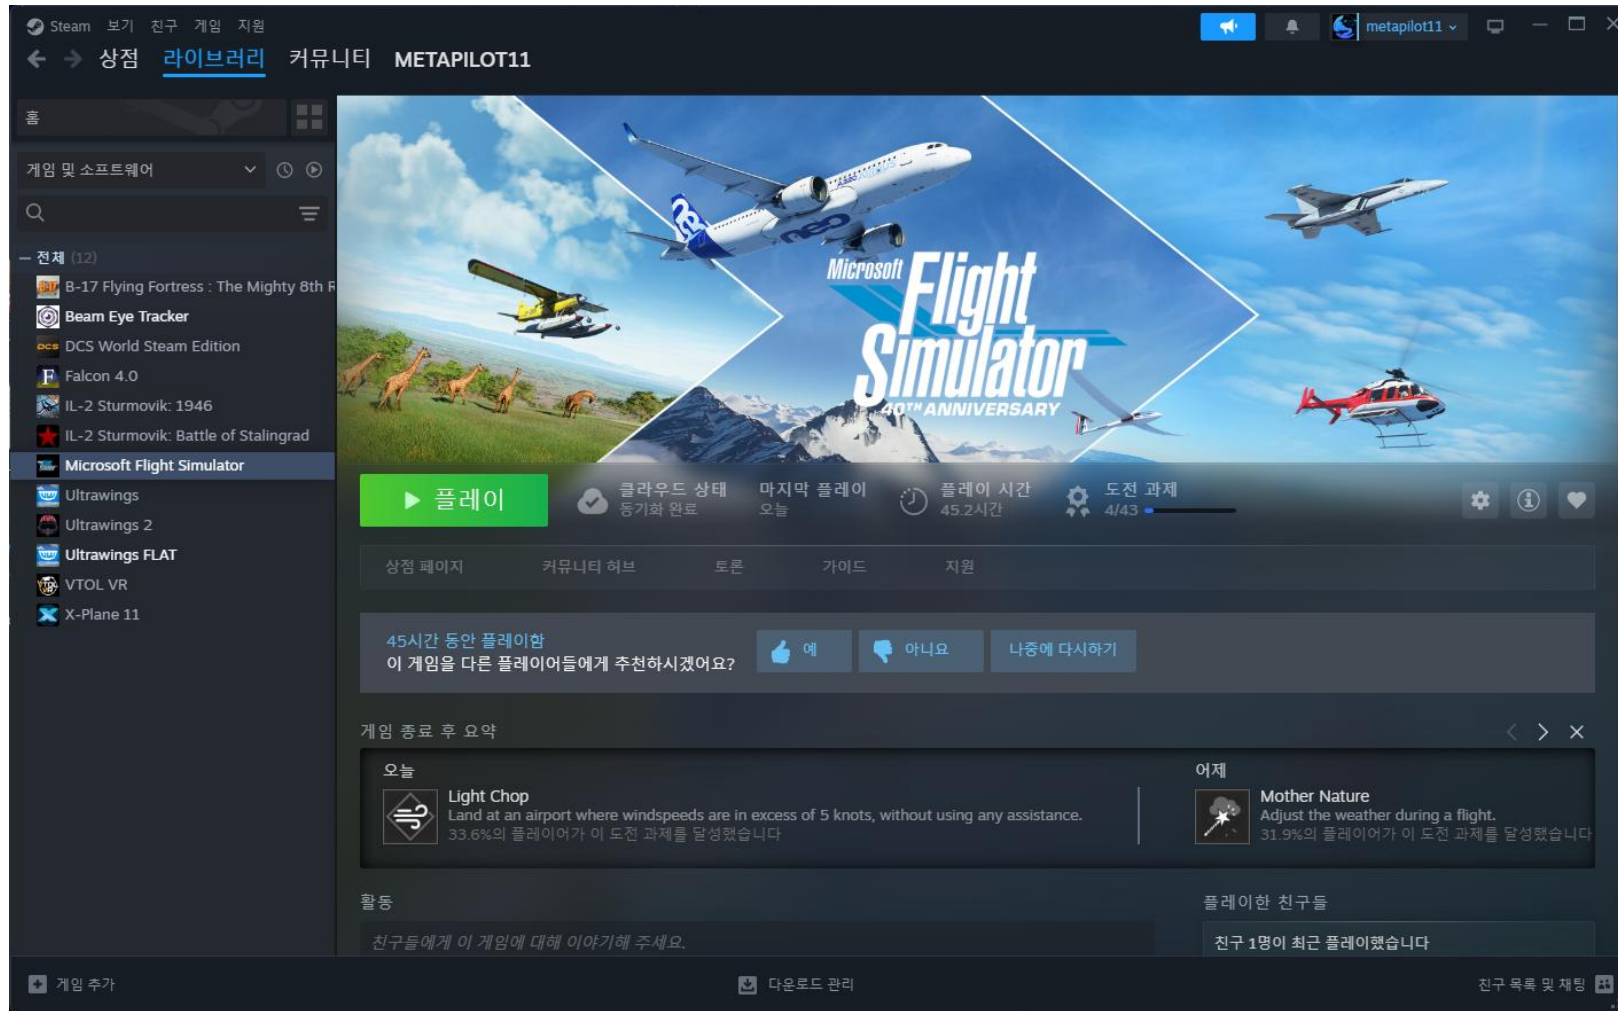 Steam 보기 친구 게임 지원
metapilot11
상점 라이브러리 커뮤니티 METAPILOT11
홈
게임 및 소프트웨어
전체 (12)
B-17 Flying Fortress : The Mighty 8th R
Beam Eye Tracker
DCS World Steam Edition
Falcon 4.0
IL-2 Sturmovik: 1946
IL-2 Sturmovik: Battle of Stalingrad
Microsoft Flight Simulator
Ultrawings
Ultrawings 2
Ultrawings FLAT
VTOL VR
X-Plane 11
neo
Microsoft Flight
Simulator
40TH ANNIVERSARY
플레이
클라우드 상태
동기화 완료
마지막 플레이
오늘
플레이 시간
45.2시간
도전 과제
4/43
상점 페이지 커뮤니티 허브 토론 가이드 지원
45시간 동안 플레이함
이 게임을 다른 플레이어들에게 추천하시겠어요?
예 아니요 나중에 다시하기
게임 종료 후 요약
오늘
Light Chop
Land at an airport where windspeeds are in excess of 5 knots, without using any assistance.
33.6%의 플레이어가 이 도전 과제를 달성했습니다
어제
Mother Nature
Adjust the weather during a flight.
31.9%의 플레이어가 이 도전 과제를 달성했습니다
활동
친구들에게 이 게임에 대해 이야기해 주세요.
플레이한 친구들
친구 1명이 최근 플레이했습니다
게임 추가
다운로드 관리
친구 목록 및 채팅